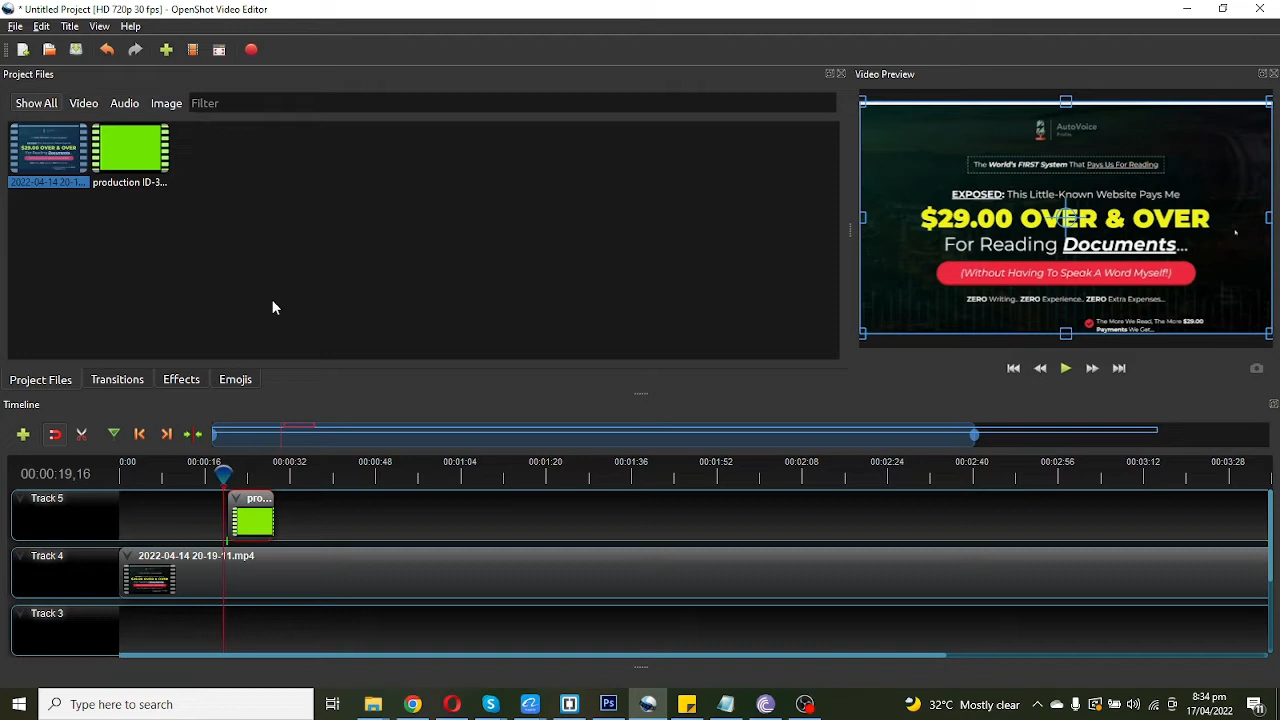 * Untitled Project [HD 720p 30 fps] - OpenShot Video Editor
File Edit Title View Help
Project Files
Video Preview
Show All Video Audio Image Filter
2022-04-14 20-1...
production ID-3...
AutoVoice
The World's FIRST System That Pays Us For Reading
EXPOSED: This Little-Known Website Pays Me
$29.00 OVER & OVER
For Reading Documents...
(Without Having To Speak A Word Myself!)
ZERO Writing.. ZERO Experience.. ZERO Extra Expenses...
The More We Read, The More $29.00
Payments We Get...
Project Files Transitions Effects Emojis
Timeline
00:00:19,16
0:00 00:00:16 00:00:32 00:00:48 00:01:04 00:01:20 00:01:36 00:01:52 00:02:08 00:02:24 00:02:40 00:02:56 00:03:12 00:03:28
Track 5
pro...
Track 4
2022-04-14 20-19-11.mp4
Track 3
Type here to search
32°C Mostly clear
8:34 pm
17/04/2022